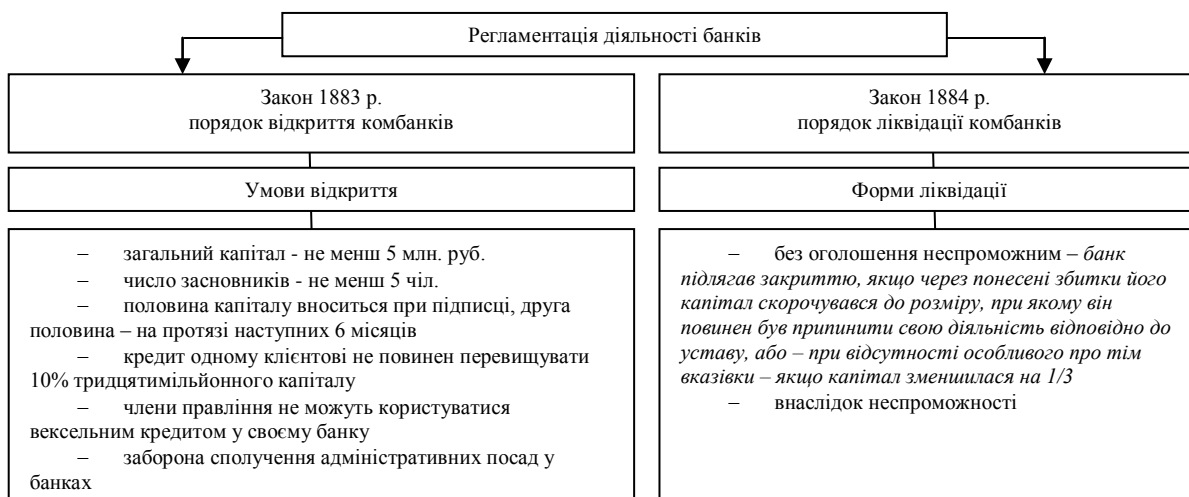 Регламентація діяльності банків
Закон 1883 р.
порядок відкриття комбанків
Умови відкриття
– загальний капітал - не менш 5 млн. руб.
– число засновників - не менш 5 чіл.
– половина капіталу вноситься при підписці, друга
половина – на протязі наступних 6 місяців
– кредит одному клієнтові не повинен перевищувати
10% тридцятимільйонного капіталу
– члени правління не можуть користуватися
вексельним кредитом у своєму банку
– заборона сполучення адміністративних посад у
банках
Закон 1884 р.
порядок ліквідації комбанків
Форми ліквідації
– без оголошення неспроможним – банк
підлягав закриттю, якщо через понесені збитки його
капітал скорочувався до розміру, при якому він
повинен був припинити свою діяльність відповідно до
уставу, або – при відсутності особливого про тім
вказівки – якщо капітал зменшилася на 1/3
– внаслідок неспроможності